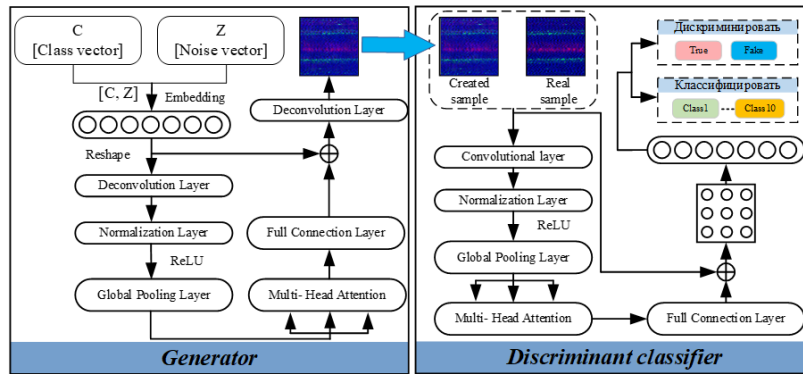 C
[Class vector]
Z
[Noise vector]
[C, Z]
Embedding
Reshape
Deconvolution Layer
Normalization Layer
ReLU
Global Pooling Layer
Deconvolution Layer
Full Connection Layer
Multi- Head Attention
Generator
Created
sample
Real
sample
Convolutional layer
Normalization Layer
ReLU
Global Pooling Layer
Multi- Head Attention
Full Connection Layer
Дискриминировать
True
Fake
Классифицировать
Class1
Class10
Discriminant classifier